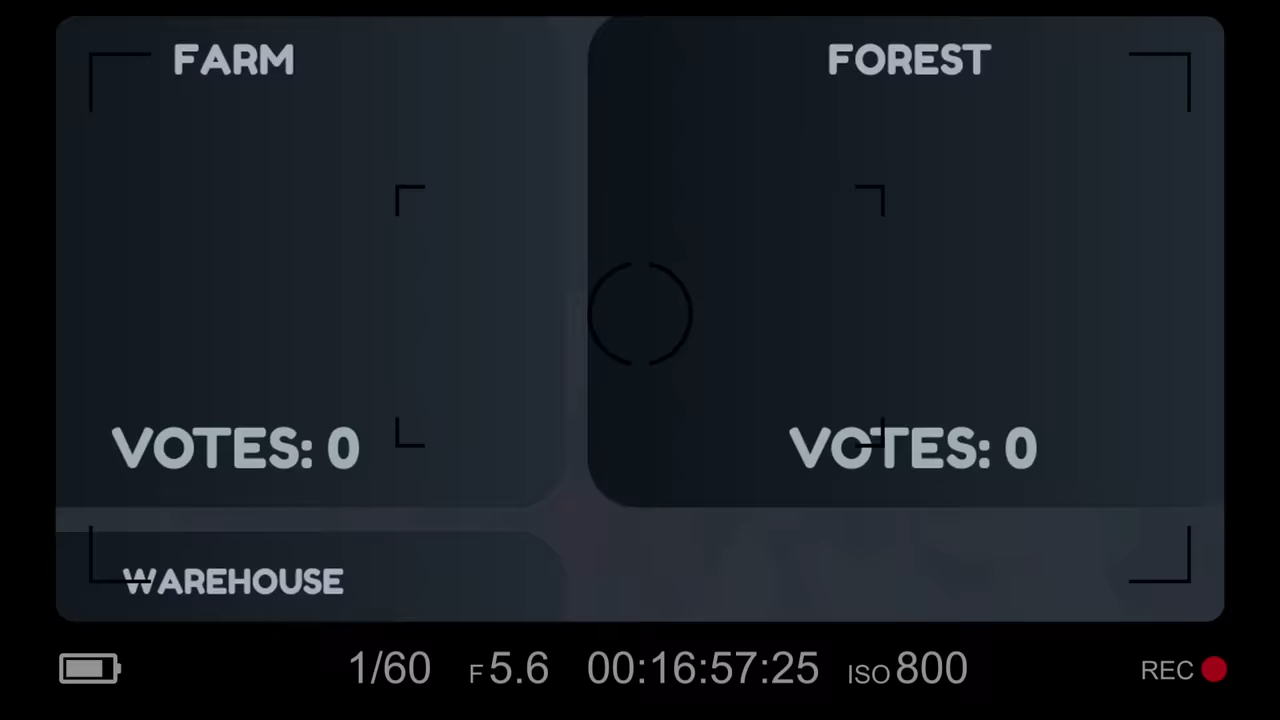 FARM
FOREST
VOTES: 0
VOTES: 0
WAREHOUSE
1/60 F5.6 00:16:57:25 ISO800 REC